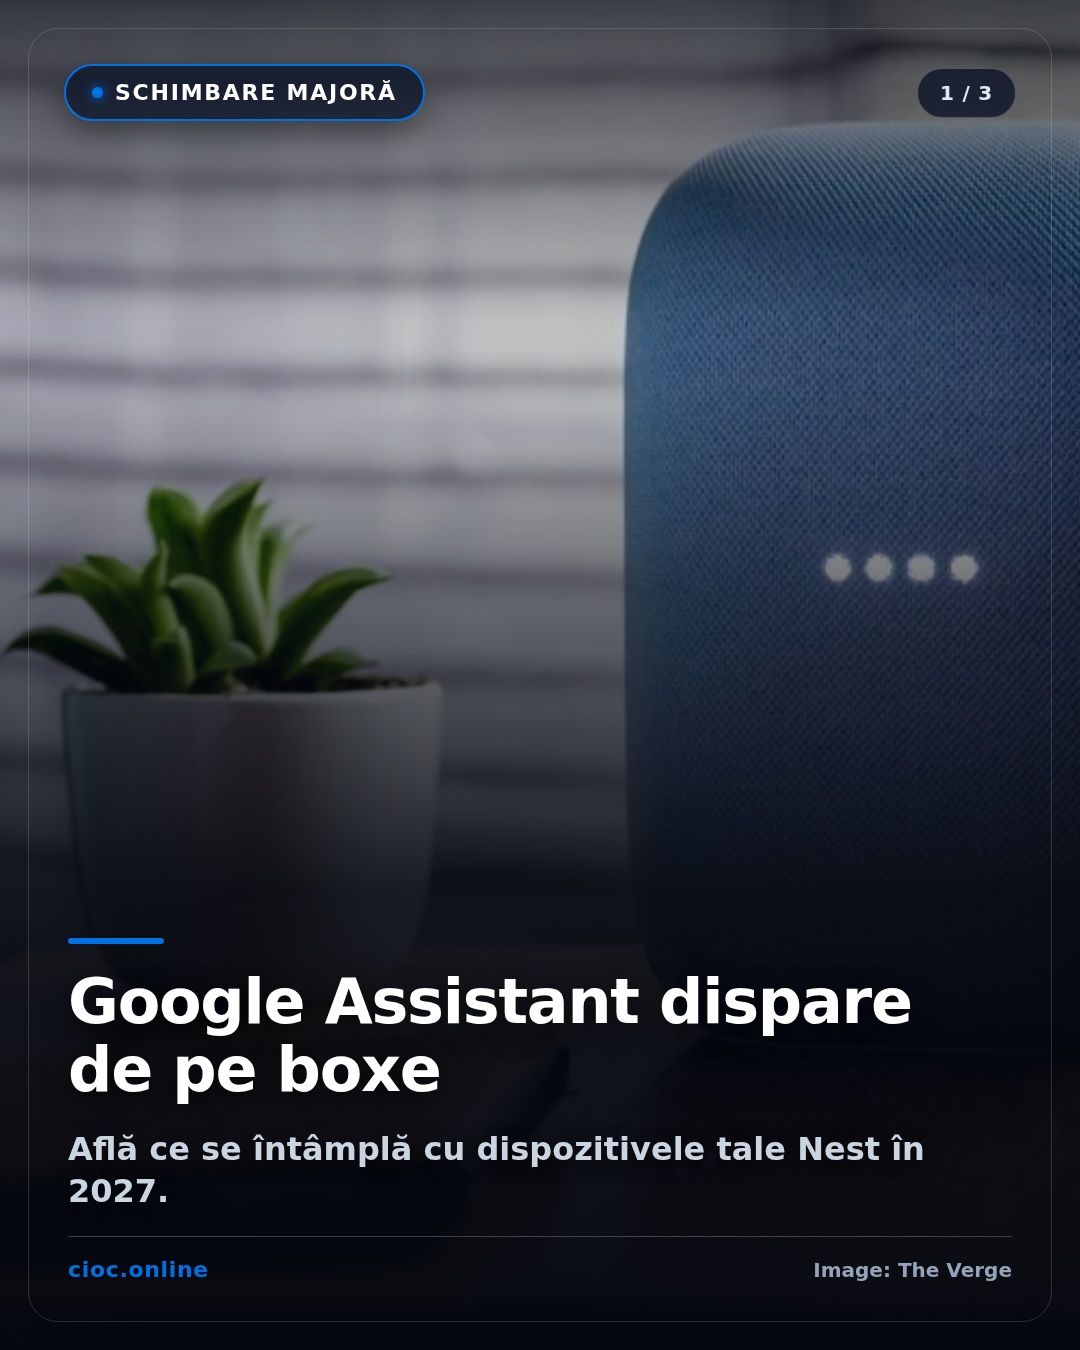 SCHIMBARE MAJORĂ
1 / 3
Google Assistant dispare
de pe boxe
Află ce se întâmplă cu dispozitivele tale Nest în
2027.
cioc.online
Image: The Verge